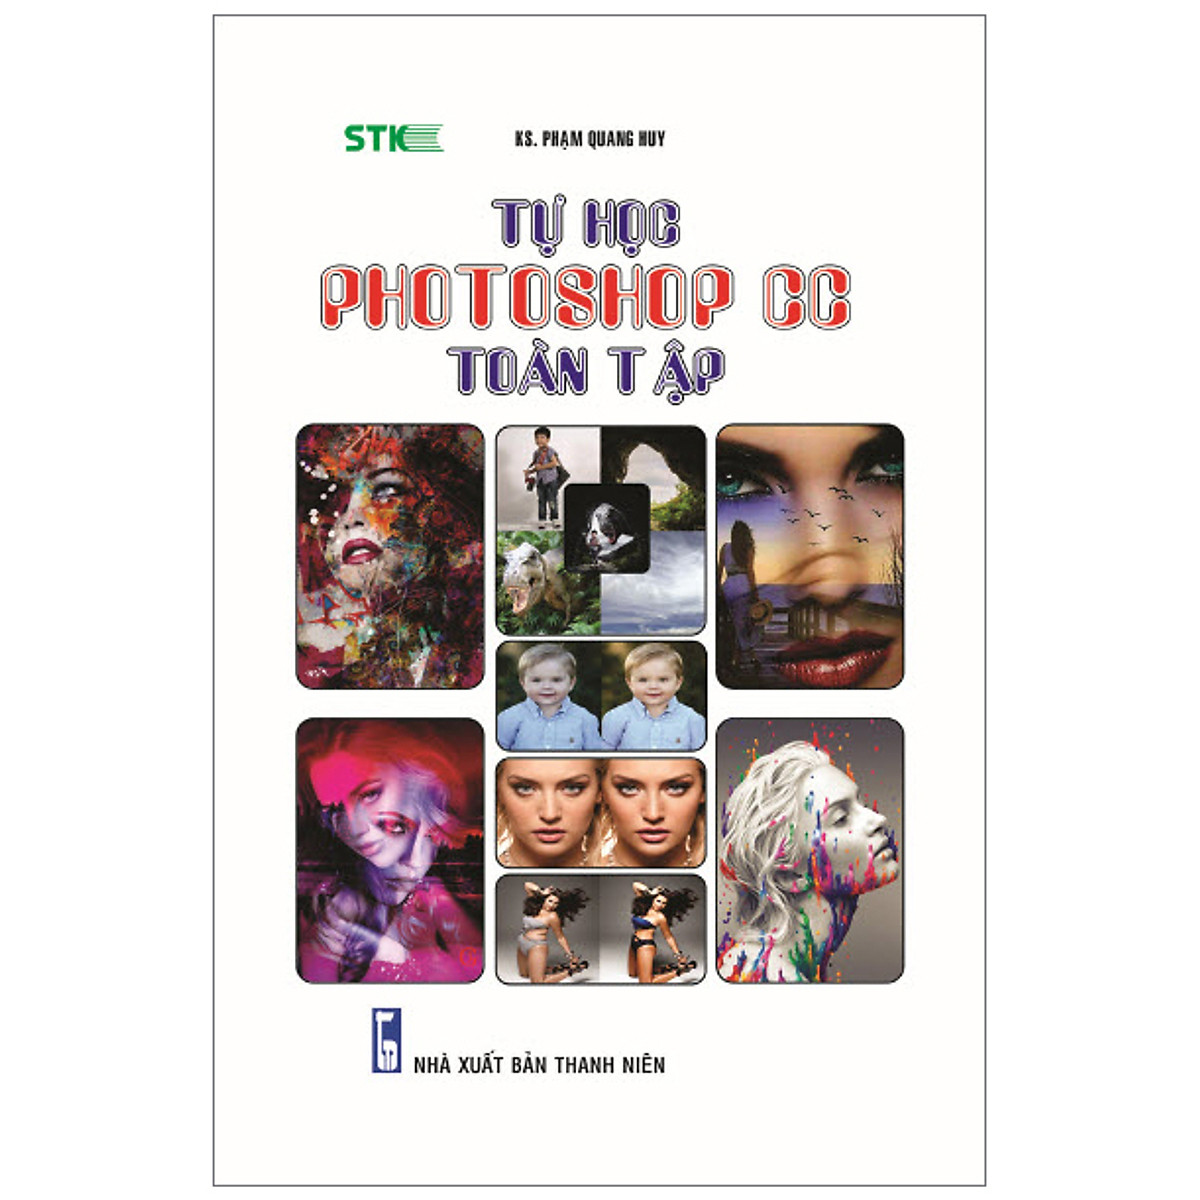 STK
KS. PHẠM QUANG HUY
TỰ HỌC
PHOTOSHOP CC
TOÀN TẬP
NHÀ XUẤT BẢN THANH NIÊN